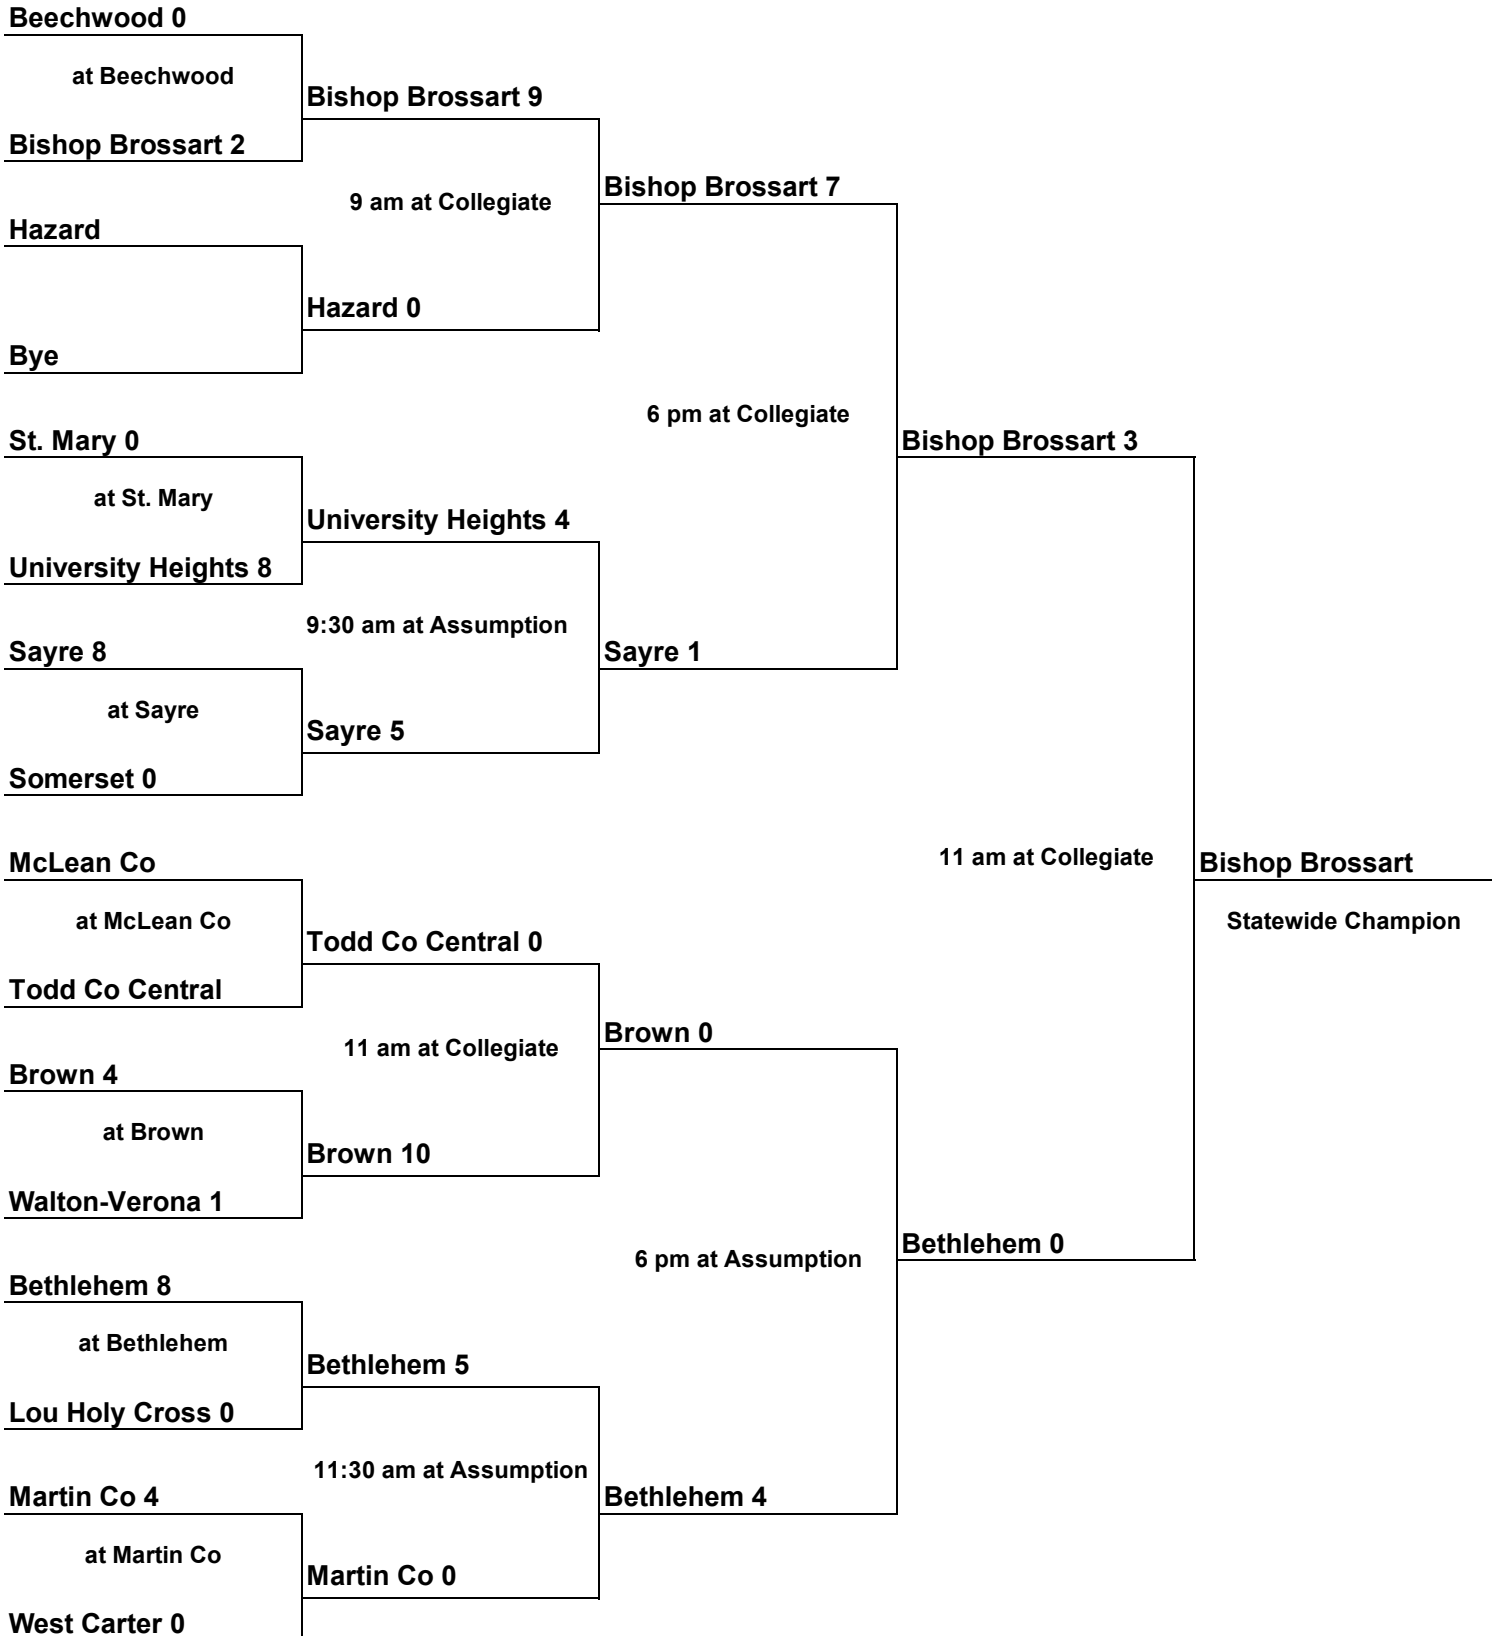 Beechwood 0
at Beechwood
Bishop Brossart 9
Bishop Brossart 2
9 am at Collegiate
Bishop Brossart 7
Hazard
Hazard 0
Bye
6 pm at Collegiate
St. Mary 0
Bishop Brossart 3
at St. Mary
University Heights 4
University Heights 8
9:30 am at Assumption
Sayre 8
Sayre 1
at Sayre
Sayre 5
Somerset 0
McLean Co
11 am at Collegiate
Bishop Brossart
at McLean Co
Statewide Champion
Todd Co Central 0
Todd Co Central
Brown 0
11 am at Collegiate
Brown 4
at Brown
Brown 10
Walton-Verona 1
Bethlehem 0
6 pm at Assumption
Bethlehem 8
at Bethlehem
Bethlehem 5
Lou Holy Cross 0
11:30 am at Assumption
Martin Co 4
Bethlehem 4
at Martin Co
Martin Co 0
West Carter 0